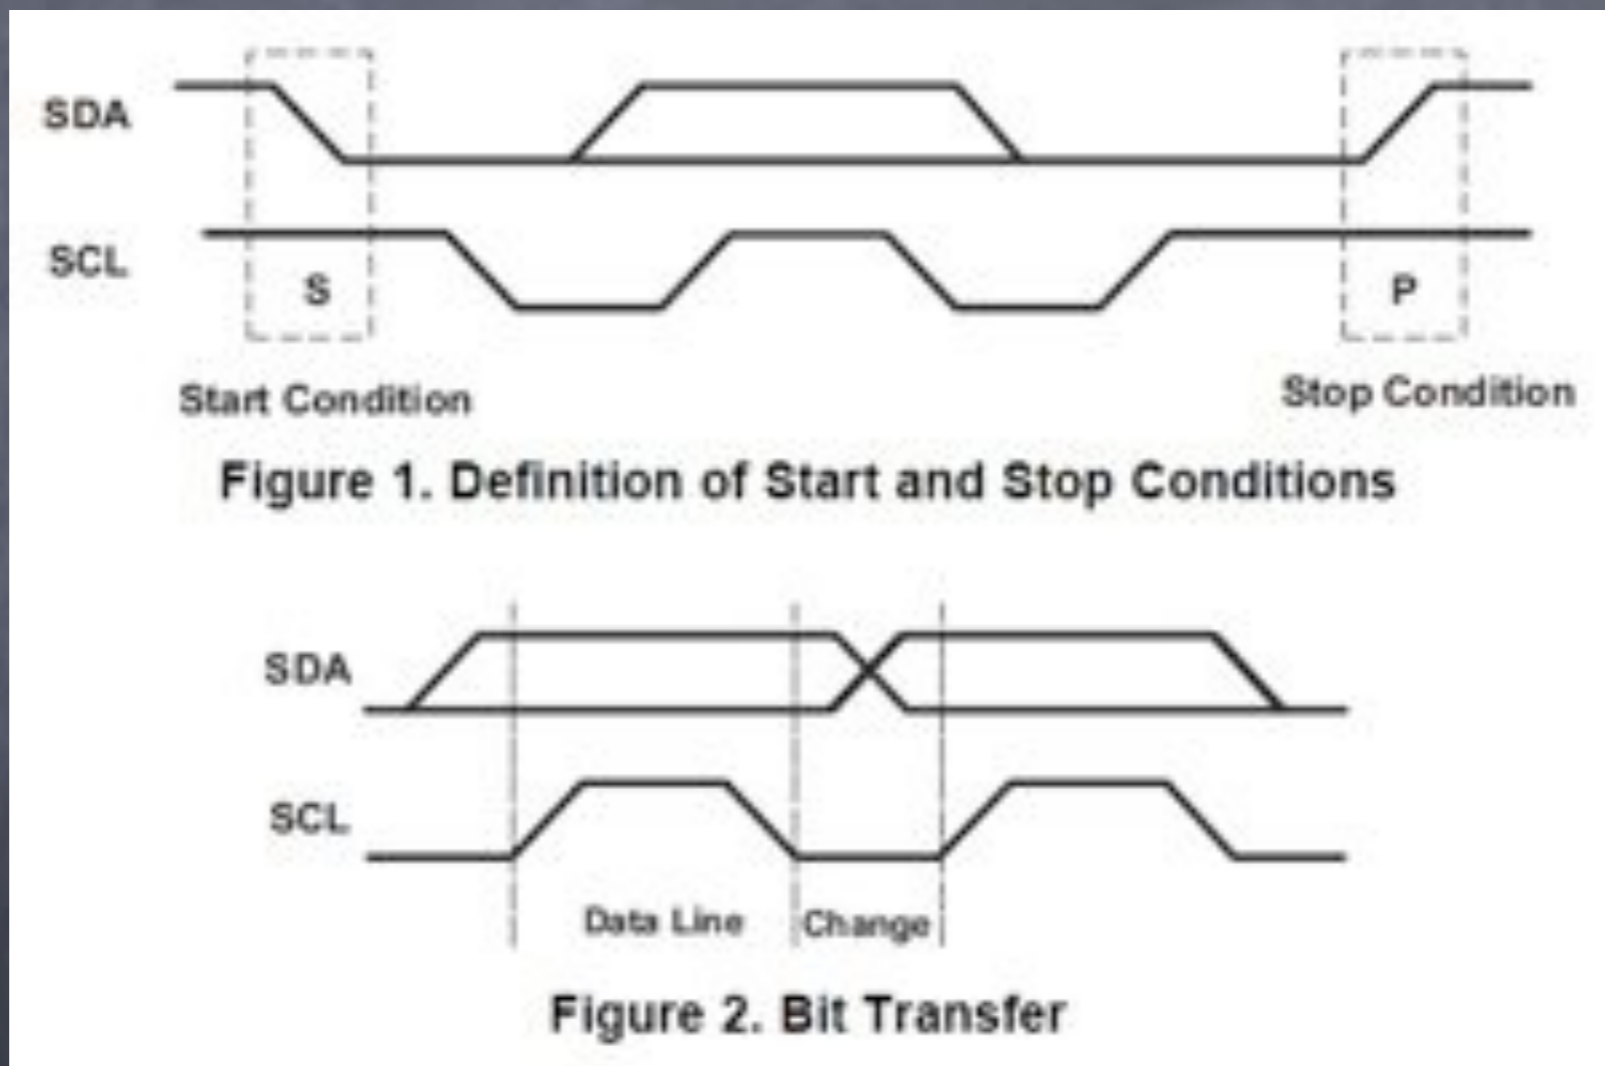 SDA
SCL
S
P
Start Condition
Stop Condition
Figure 1. Definition of Start and Stop Conditions
SDA
SCL
Data Line
Change
Figure 2. Bit Transfer